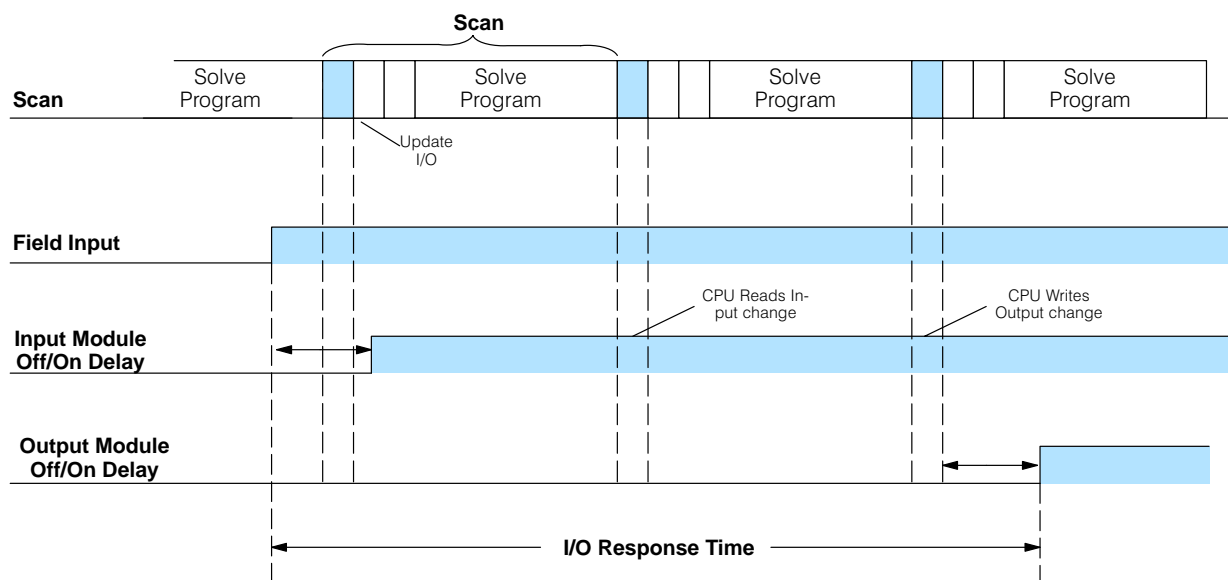 Scan
Scan
Solve
Program
Solve
Program
Solve
Program
Solve
Program
Update
I/O
Field Input
CPU Reads In-
put change
CPU Writes
Output change
Input Module
Off/On Delay
Output Module
Off/On Delay
I/O Response Time